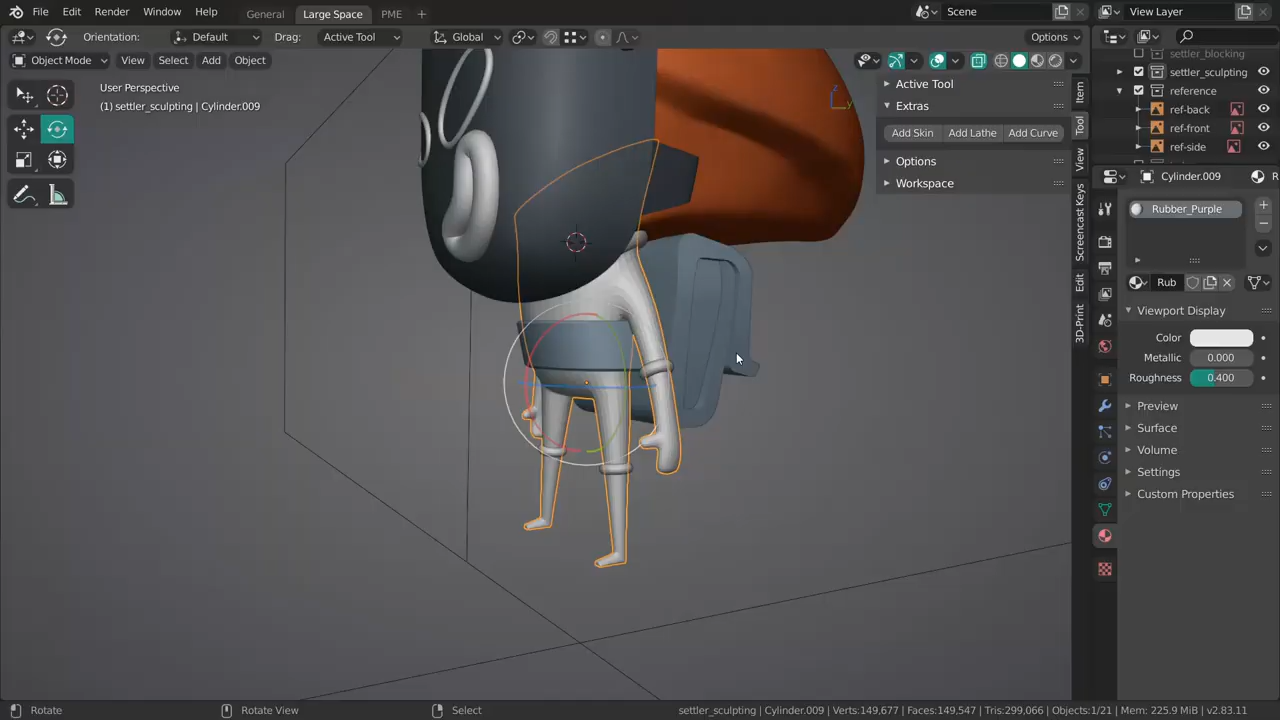 File Edit Render Window Help General Large Space PME + Scene View Layer
Orientation: Default Drag: Active Tool Global Options
Object Mode View Select Add Object
settler_blocking
settler_sculpting
reference
ref-back
ref-front
ref-side
User Perspective
(1) settler_sculpting | Cylinder.009
z
y
Active Tool
Extras
Add Skin Add Lathe Add Curve
Options
Workspace
Item
Tool
View
Screencast Keys
Edit
3D-Print
Cylinder.009 R
Rubber_Purple
Rub
Viewport Display
Color
Metallic 0.000
Roughness 0.400
Preview
Surface
Volume
Settings
Custom Properties
Rotate Rotate View Select settler_sculpting | Cylinder.009 | Verts:149,677 | Faces:149,547 | Tris:299,066 | Objects:1/21 | Mem: 225.9 MiB | v2.83.11